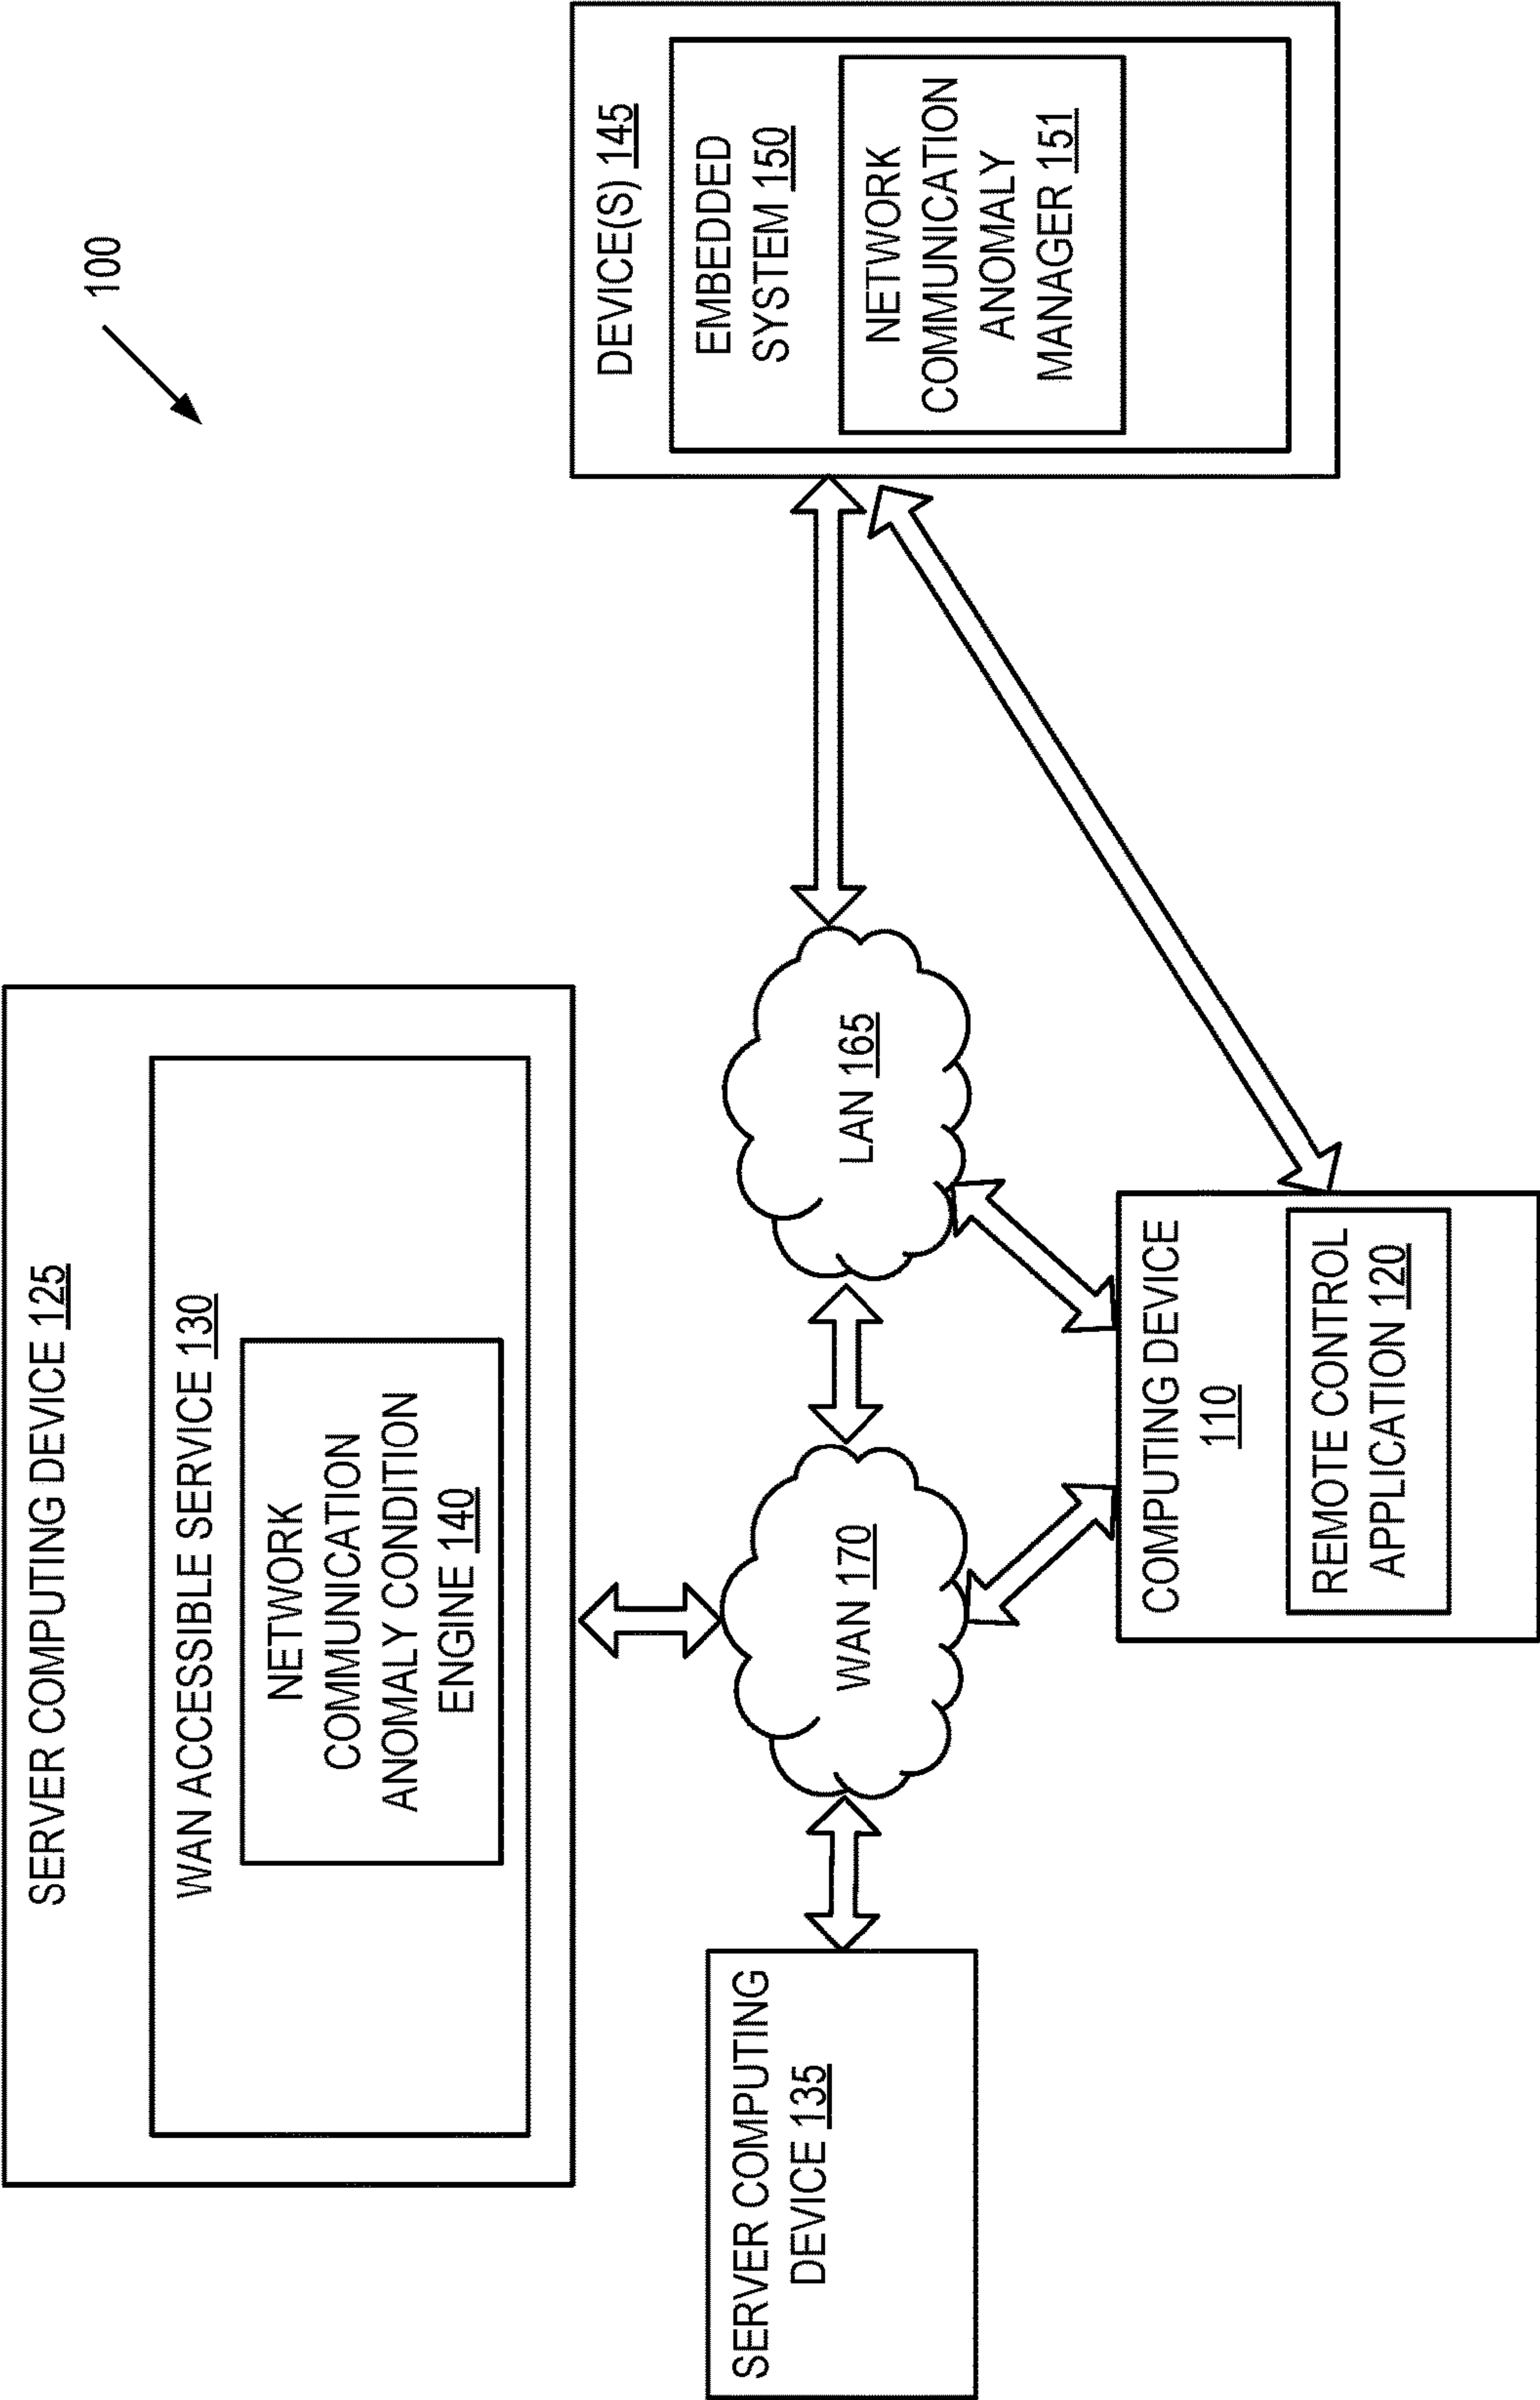 100
SERVER COMPUTING DEVICE 125
WAN ACCESSIBLE SERVICE 130
NETWORK
COMMUNICATION
ANOMALY CONDITION
ENGINE 140
DEVICE(S) 145
EMBEDDED
SYSTEM 150
NETWORK
COMMUNICATION
ANOMALY
MANAGER 151
SERVER COMPUTING
DEVICE 135
WAN 170
LAN 165
COMPUTING DEVICE
110
REMOTE CONTROL
APPLICATION 120